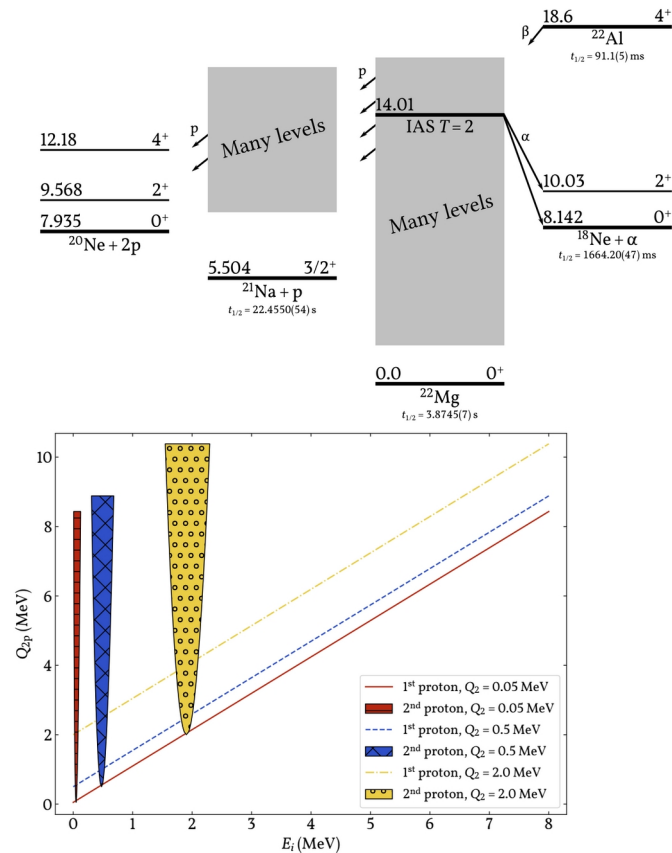 18.6 4⁺
β
²²Al
t₁/₂ = 91.1(5) ms
p
14.01
IAS T = 2
α
p
Many levels
12.18 4⁺
9.568 2⁺
7.935 0⁺
²⁰Ne + 2p
10.03 2⁺
8.142 0⁺
¹⁸Ne + α
t₁/₂ = 1664.20(47) ms
Many levels
5.504 3/2⁺
²¹Na + p
t₁/₂ = 22.4550(54) s
0.0 0⁺
²²Mg
t₁/₂ = 3.8745(7) s
10
8
6
4
2
0
Q₂ₚ (MeV)
1ˢᵗ proton, Q₂ = 0.05 MeV
2ⁿᵈ proton, Q₂ = 0.05 MeV
1ˢᵗ proton, Q₂ = 0.5 MeV
2ⁿᵈ proton, Q₂ = 0.5 MeV
1ˢᵗ proton, Q₂ = 2.0 MeV
2ⁿᵈ proton, Q₂ = 2.0 MeV
0 1 2 3 4 5 6 7 8
Eᵢ (MeV)